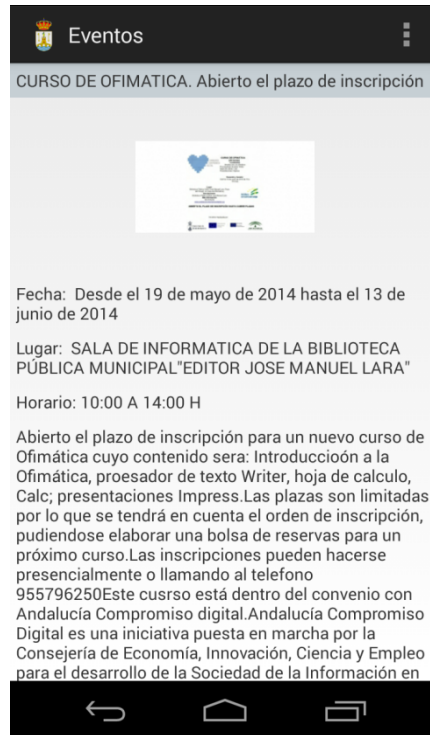 Eventos
CURSO DE OFIMATICA. Abierto el plazo de inscripción
Fecha:  Desde el 19 de mayo de 2014 hasta el 13 de
junio de 2014
Lugar:  SALA DE INFORMATICA DE LA BIBLIOTECA
PÚBLICA MUNICIPAL"EDITOR JOSE MANUEL LARA"
Horario: 10:00 A 14:00 H
Abierto el plazo de inscripción para un nuevo curso de
Ofimática cuyo contenido sera: Introduccioón a la
Ofimática, proesador de texto Writer, hoja de calculo,
Calc; presentaciones Impress.Las plazas son limitadas
por lo que se tendrá en cuenta el orden de inscripción,
pudiendose elaborar una bolsa de reservas para un
próximo curso.Las inscripciones pueden hacerse
presencialmente o llamando al telefono
955796250Este cusrso está dentro del convenio con
Andalucía Compromiso digital.Andalucía Compromiso
Digital es una iniciativa puesta en marcha por la
Consejería de Economía, Innovación, Ciencia y Empleo
para el desarrollo de la Sociedad de la Información en